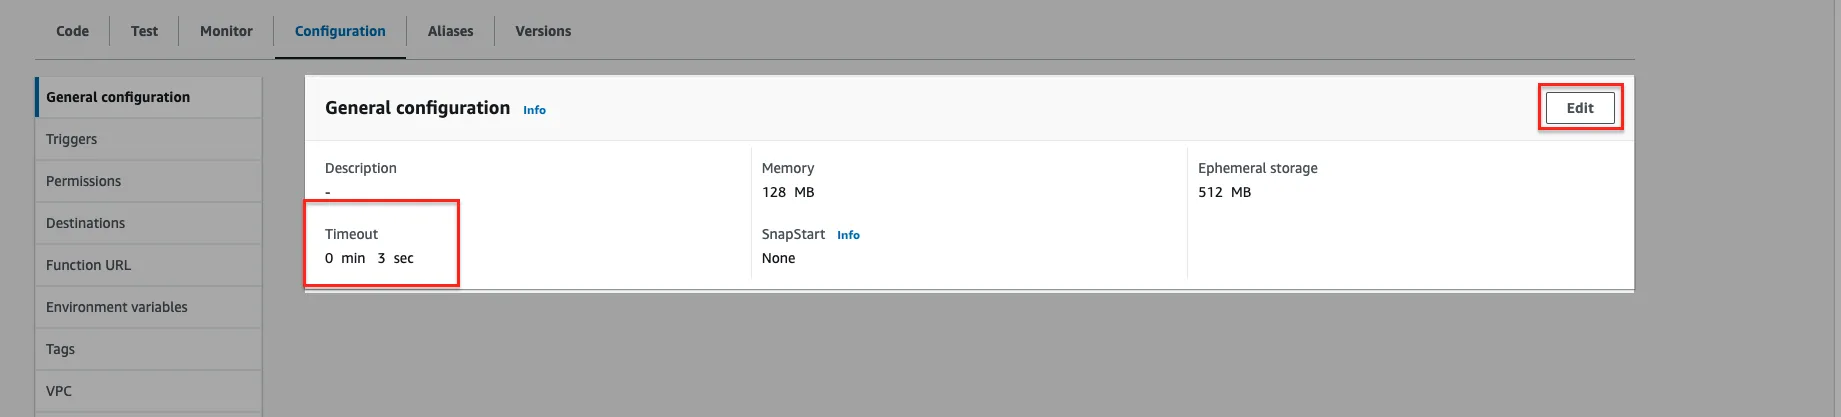 Code Test Monitor Configuration Aliases Versions
General configuration
Triggers
Permissions
Destinations
Function URL
Environment variables
Tags
VPC
General configuration Info
Edit
Description
-
Memory
128 MB
Ephemeral storage
512 MB
Timeout
0 min 3 sec
SnapStart Info
None